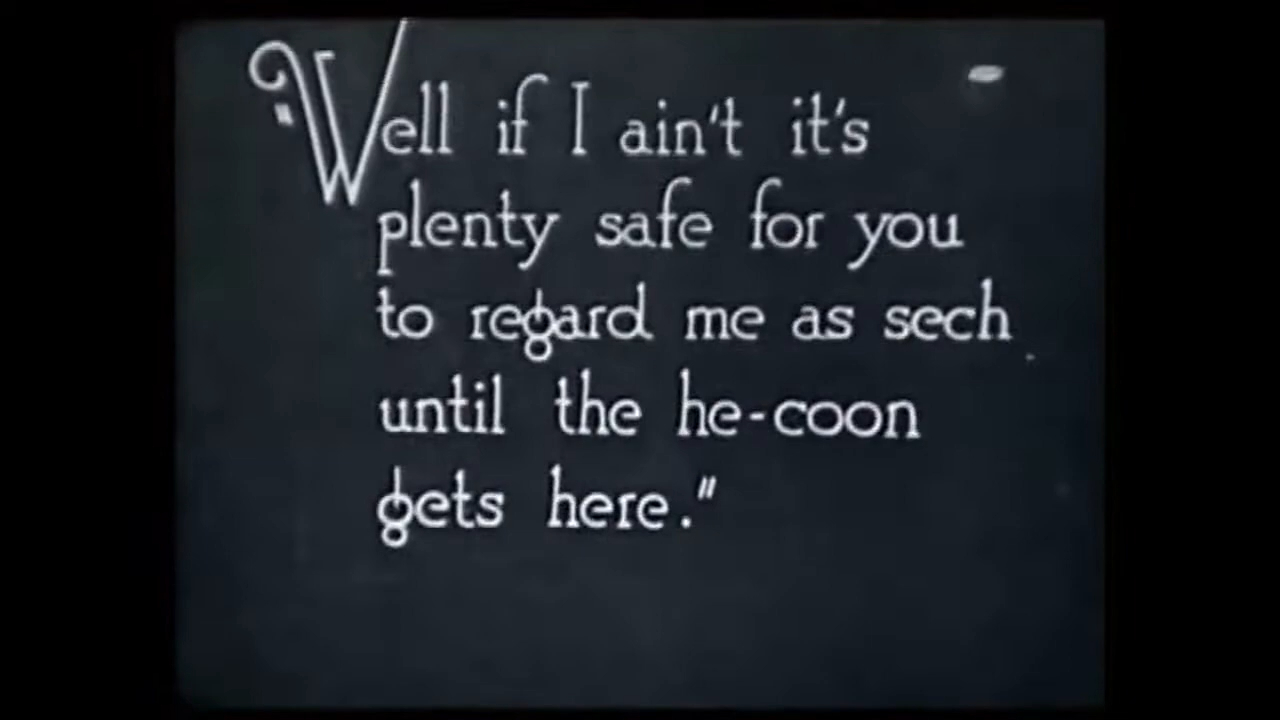 "Well if I ain't it's
plenty safe for you
to regard me as sech
until the he-coon
gets here."